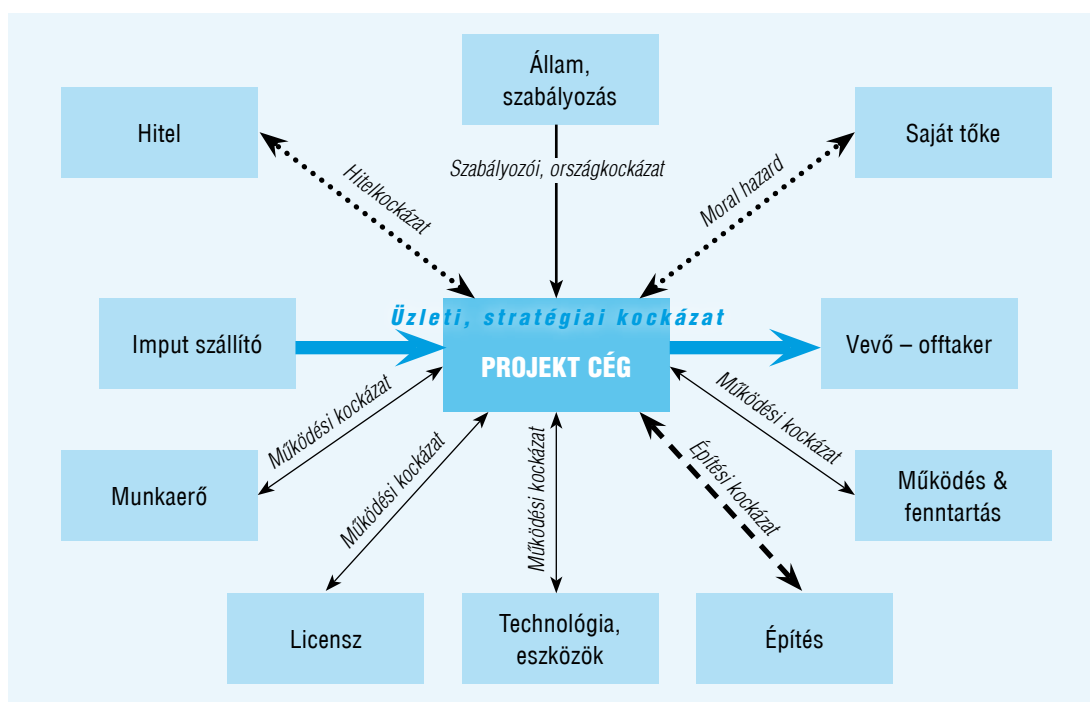 Állam,
szabályozás
Hitel
Saját tőke
Szabályozói, országkockázat
Hitelkockázat
Moral hazard
Üzleti, stratégiai kockázat
Imput szállító
PROJEKT CÉG
Vevő – offtaker
Működési kockázat
Működési kockázat
Működési kockázat
Építési kockázat
Működési kockázat
Munkaerő
Működés &
fenntartás
Licensz
Technológia,
eszközök
Építés